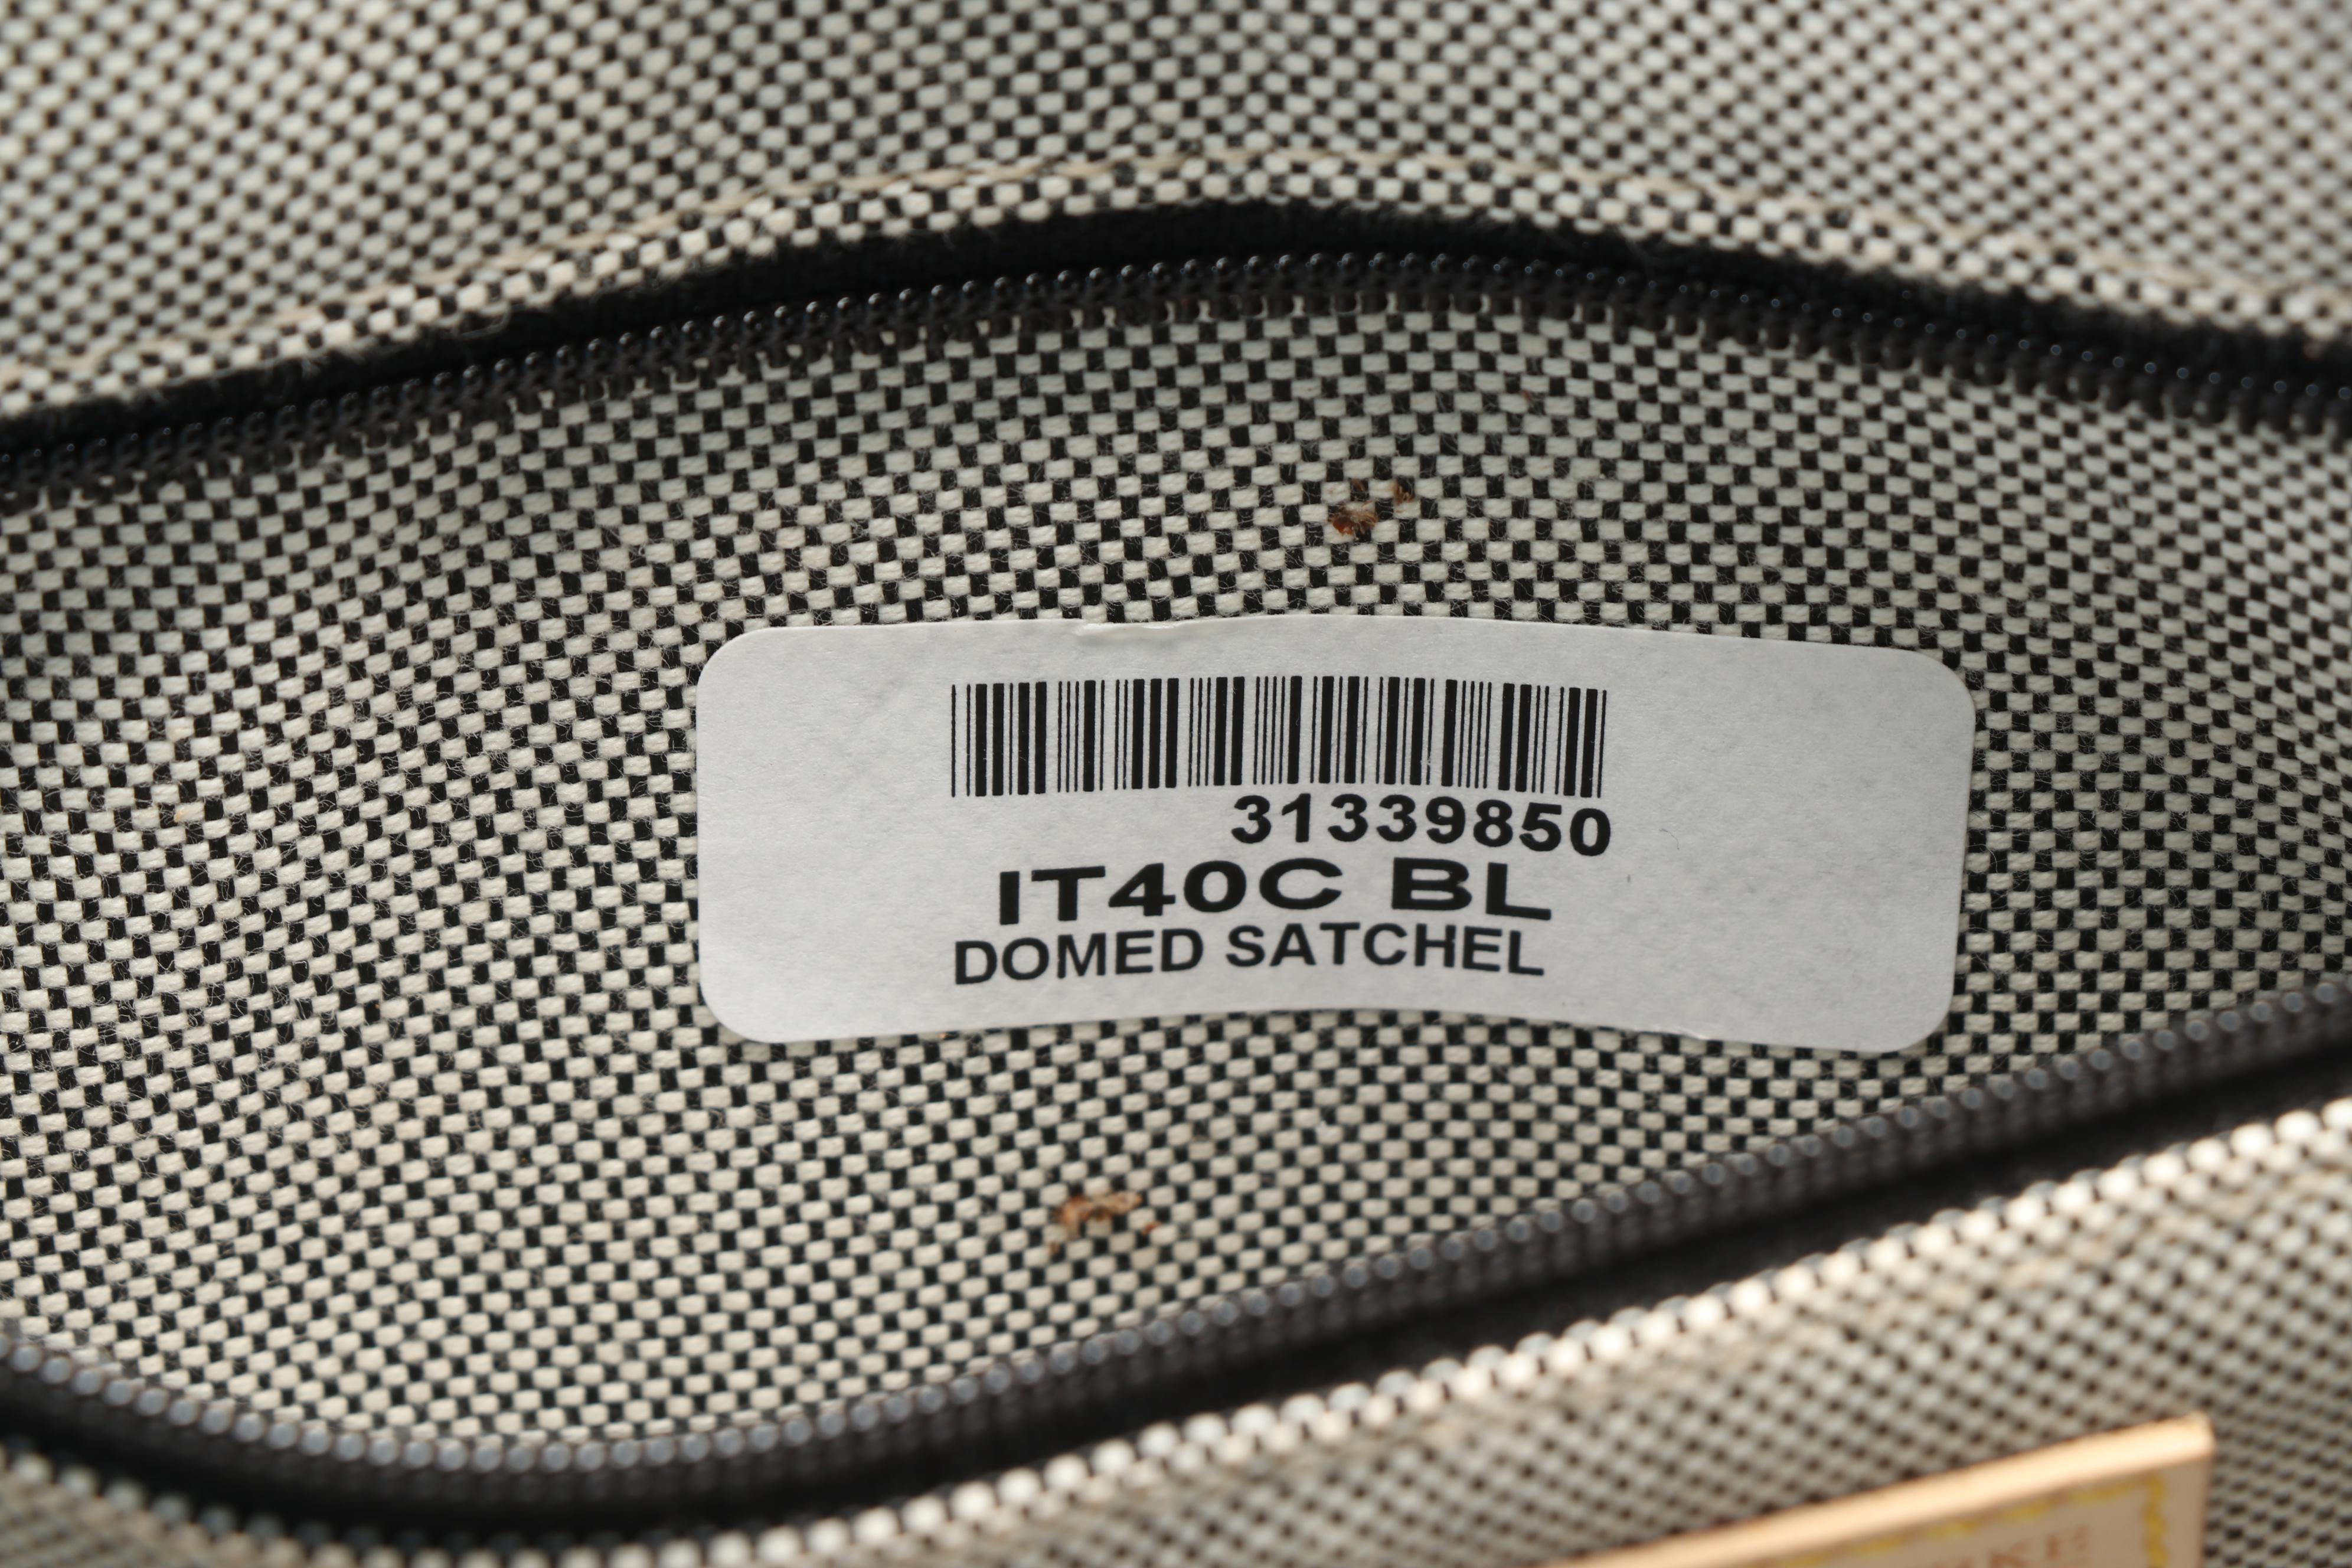 31339850
IT40C BL
DOMED SATCHEL